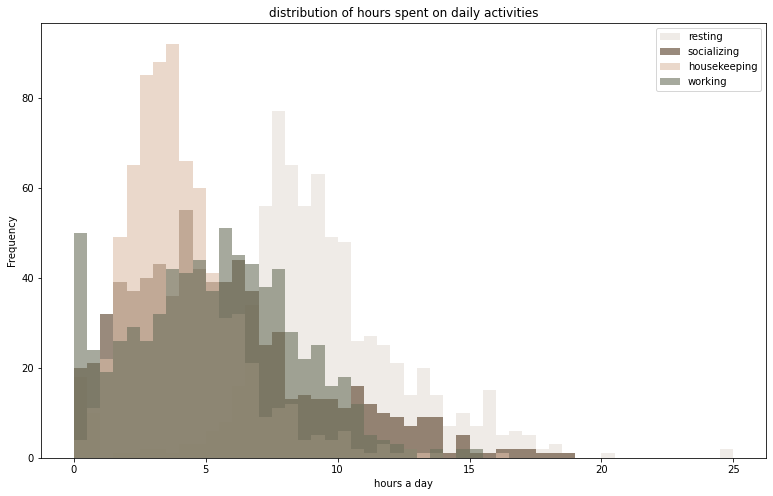 distribution of hours spent on daily activities
resting
socializing
housekeeping
working
80
60
40
20
0
Frequency
0 5 10 15 20 25
hours a day